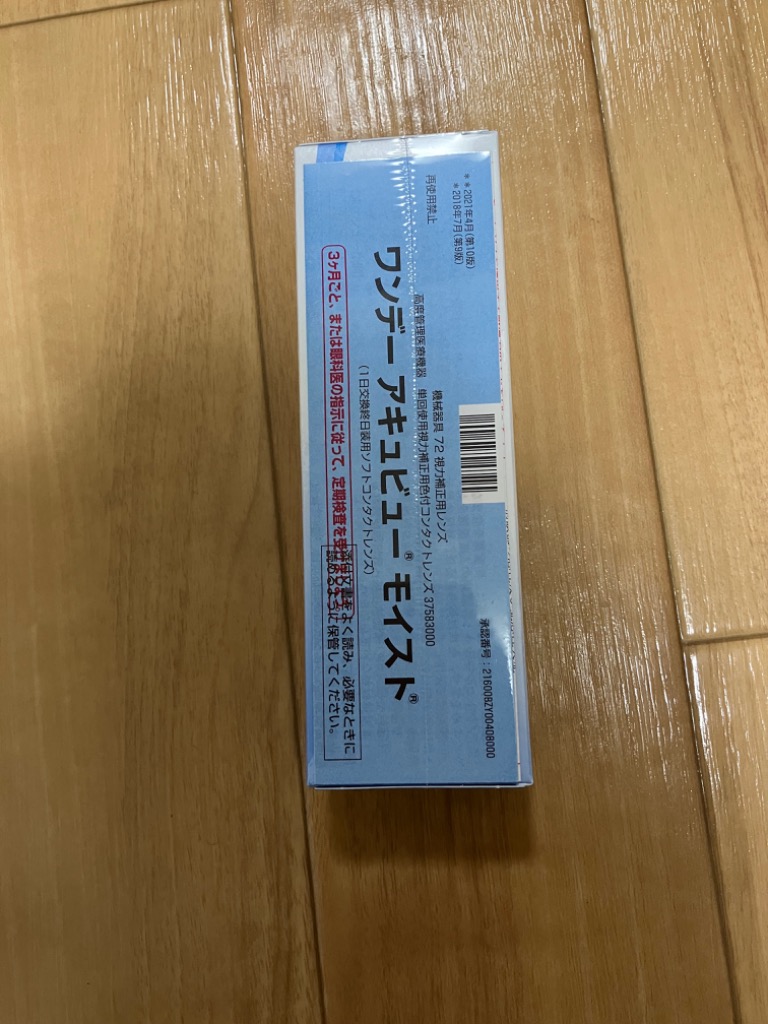 **2021年4月(第10版)
*2018年7月(第9版)
承認番号:21600BZY00408000
機械器具 72 視力補正用レンズ
高度管理医療機器 単回使用視力補正用色付コンタクトレンズ 37583000
再使用禁止
ワンデー アキュビュー® モイスト®
(1日交換終日装用ソフトコンタクトレンズ)
3ヶ月ごと、または眼科医の指示に従って、定期検査を受け
添付文書をよく読み、必要なときに
読めるように保管してください。